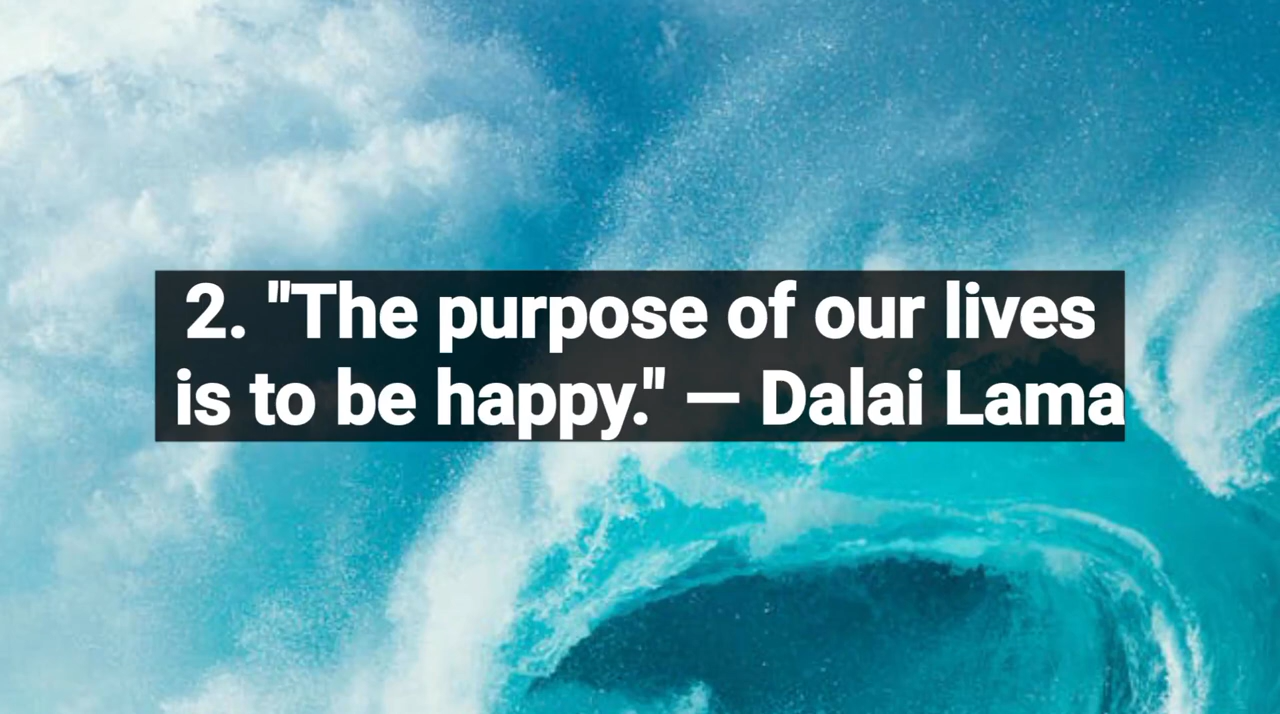 2. "The purpose of our lives
is to be happy." — Dalai Lama